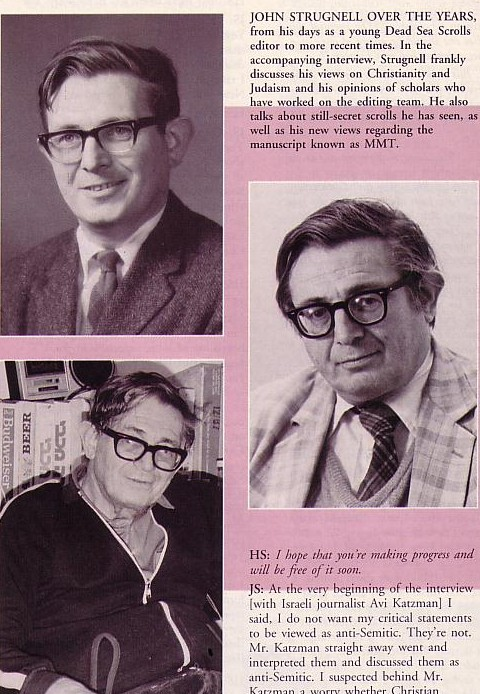 JOHN STRUGNELL OVER THE YEARS,
from his days as a young Dead Sea Scrolls
editor to more recent times. In the
accompanying interview, Strugnell frankly
discusses his views on Christianity and
Judaism and his opinions of scholars who
have worked on the editing team. He also
talks about still-secret scrolls he has seen, as
well as his new views regarding the
manuscript known as MMT.
Budweiser
BEER
HS: I hope that you're making progress and
will be free of it soon.
JS: At the very beginning of the interview
[with Israeli journalist Avi Katzman] I
said, I do not want my critical statements
to be viewed as anti-Semitic. They're not.
Mr. Katzman straight away went and
interpreted them and discussed them as
anti-Semitic. I suspected behind Mr.
Katzman a worry whether Christian